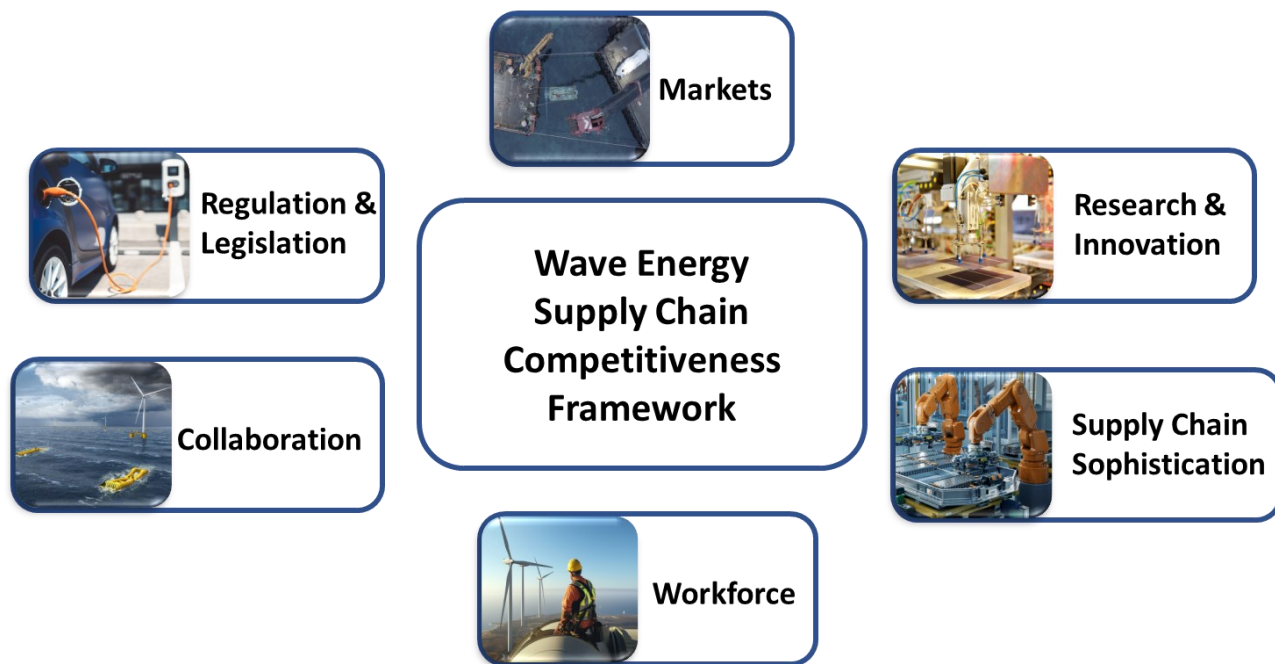 Markets
Regulation &
Legislation
Research &
Innovation
Wave Energy
Supply Chain
Competitiveness
Framework
Collaboration
Supply Chain
Sophistication
Workforce